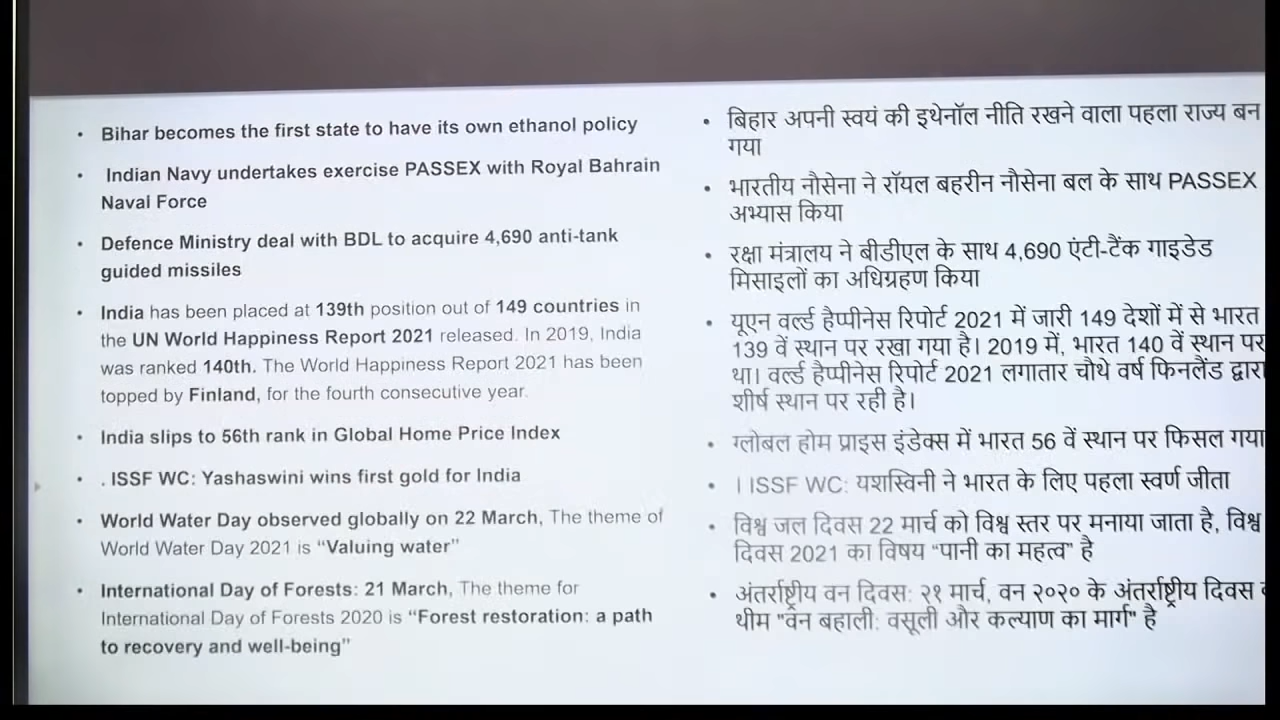 • Bihar becomes the first state to have its own ethanol policy
• Indian Navy undertakes exercise PASSEX with Royal Bahrain
Naval Force
• Defence Ministry deal with BDL to acquire 4,690 anti-tank
guided missiles
• India has been placed at 139th position out of 149 countries in
the UN World Happiness Report 2021 released. In 2019, India
was ranked 140th. The World Happiness Report 2021 has been
topped by Finland, for the fourth consecutive year.
• India slips to 56th rank in Global Home Price Index
• . ISSF WC: Yashaswini wins first gold for India
• World Water Day observed globally on 22 March, The theme of
World Water Day 2021 is “Valuing water”
• International Day of Forests: 21 March, The theme for
International Day of Forests 2020 is “Forest restoration: a path
to recovery and well-being”
• बिहार अपनी स्वयं की इथेनॉल नीति रखने वाला पहला राज्य बन
गया
• भारतीय नौसेना ने रॉयल बहरीन नौसेना बल के साथ PASSEX
अभ्यास किया
• रक्षा मंत्रालय ने बीडीएल के साथ 4,690 एंटी-टैंक गाइडेड
मिसाइलों का अधिग्रहण किया
• यूएन वर्ल्ड हैप्पीनेस रिपोर्ट 2021 में जारी 149 देशों में से भारत
139 वें स्थान पर रखा गया है। 2019 में, भारत 140 वें स्थान पर
था। वर्ल्ड हैप्पीनेस रिपोर्ट 2021 लगातार चौथे वर्ष फिनलैंड द्वारा
शीर्ष स्थान पर रही है।
• ग्लोबल होम प्राइस इंडेक्स में भारत 56 वें स्थान पर फिसल गया
• । ISSF WC: यशस्विनी ने भारत के लिए पहला स्वर्ण जीता
• विश्व जल दिवस 22 मार्च को विश्व स्तर पर मनाया जाता है, विश्व
दिवस 2021 का विषय “पानी का महत्व” है
• अंतर्राष्ट्रीय वन दिवस: २१ मार्च, वन २०२० के अंतर्राष्ट्रीय दिवस
थीम "वन बहाली: वसूली और कल्याण का मार्ग" है